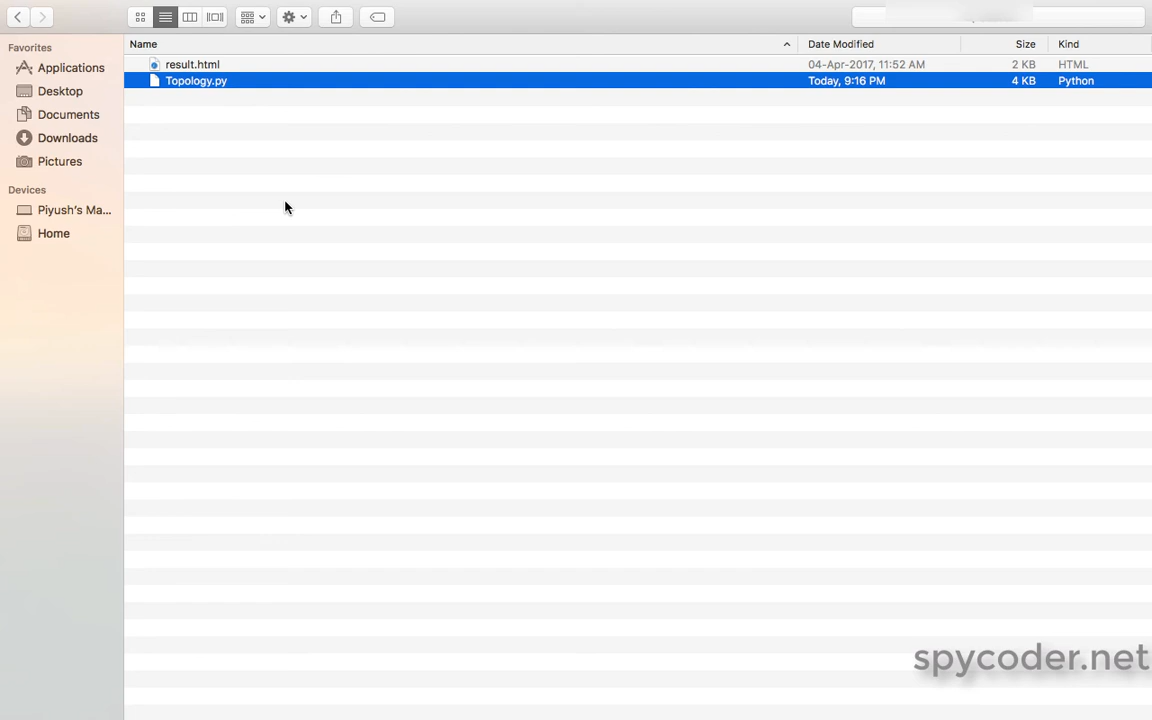 Favorites
Applications
Desktop
Documents
Downloads
Pictures
Devices
Piyush's Ma...
Home
Name Date Modified Size Kind
result.html 04-Apr-2017, 11:52 AM 2 KB HTML
Topology.py Today, 9:16 PM 4 KB Python
spycoder.net